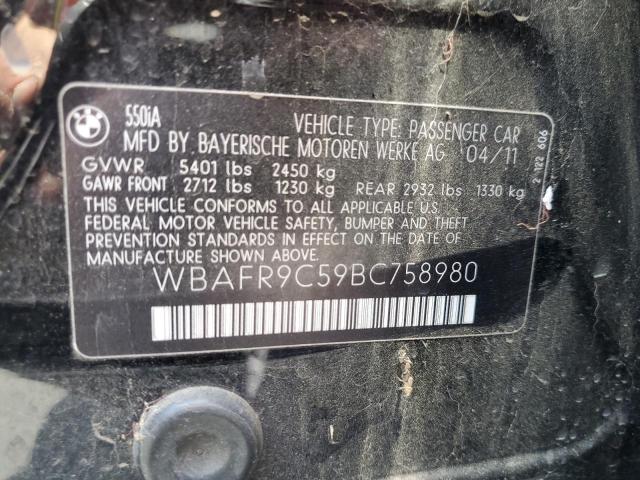 BMW
550iA
VEHICLE TYPE: PASSENGER CAR
MFD BY. BAYERISCHE MOTOREN WERKE AG 04/11
GVWR 5401 lbs 2450 kg
GAWR FRONT 2712 lbs 1230 kg REAR 2932 lbs 1330 kg
THIS VEHICLE CONFORMS TO ALL APPLICABLE U.S.
FEDERAL MOTOR VEHICLE SAFETY, BUMPER AND THEFT
PREVENTION STANDARDS IN EFFECT ON THE DATE OF
MANUFACTURE SHOWN ABOVE.
WBAFR9C59BC758980
606